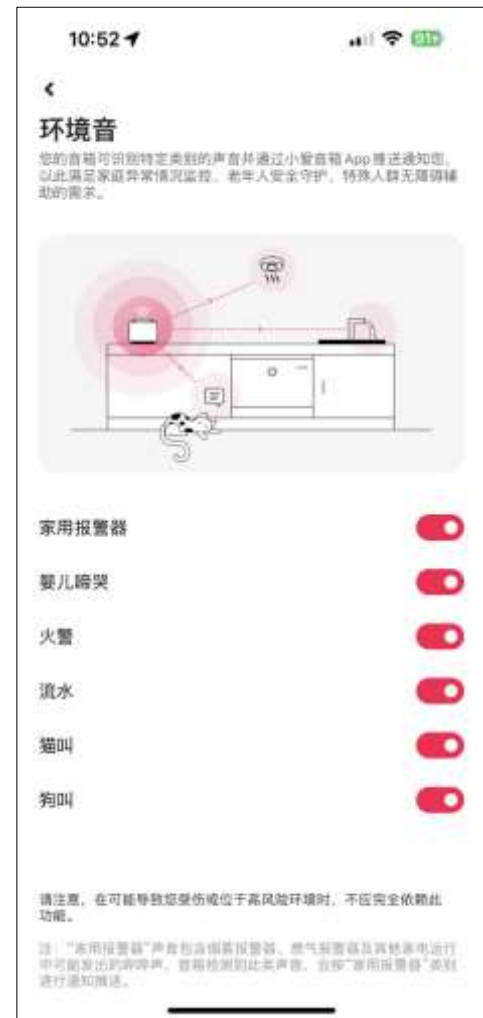 10:52
91
环境音
您的音箱可识别特定类别的声音并通过小爱音箱 App 推送通知您，
以此满足家庭异常情况监控、老年人安全守护、特殊人群无障碍辅
助的需求。
家用报警器
婴儿啼哭
火警
流水
猫叫
狗叫
请注意，在可能导致您受伤或位于高风险环境时，不应完全依赖此
功能。
注："家用报警器"声音包含烟雾报警器、燃气报警器及其他家电运行
中可能发出的哔哔声，音箱检测到此类声音，会按"家用报警器"类别
进行通知推送。